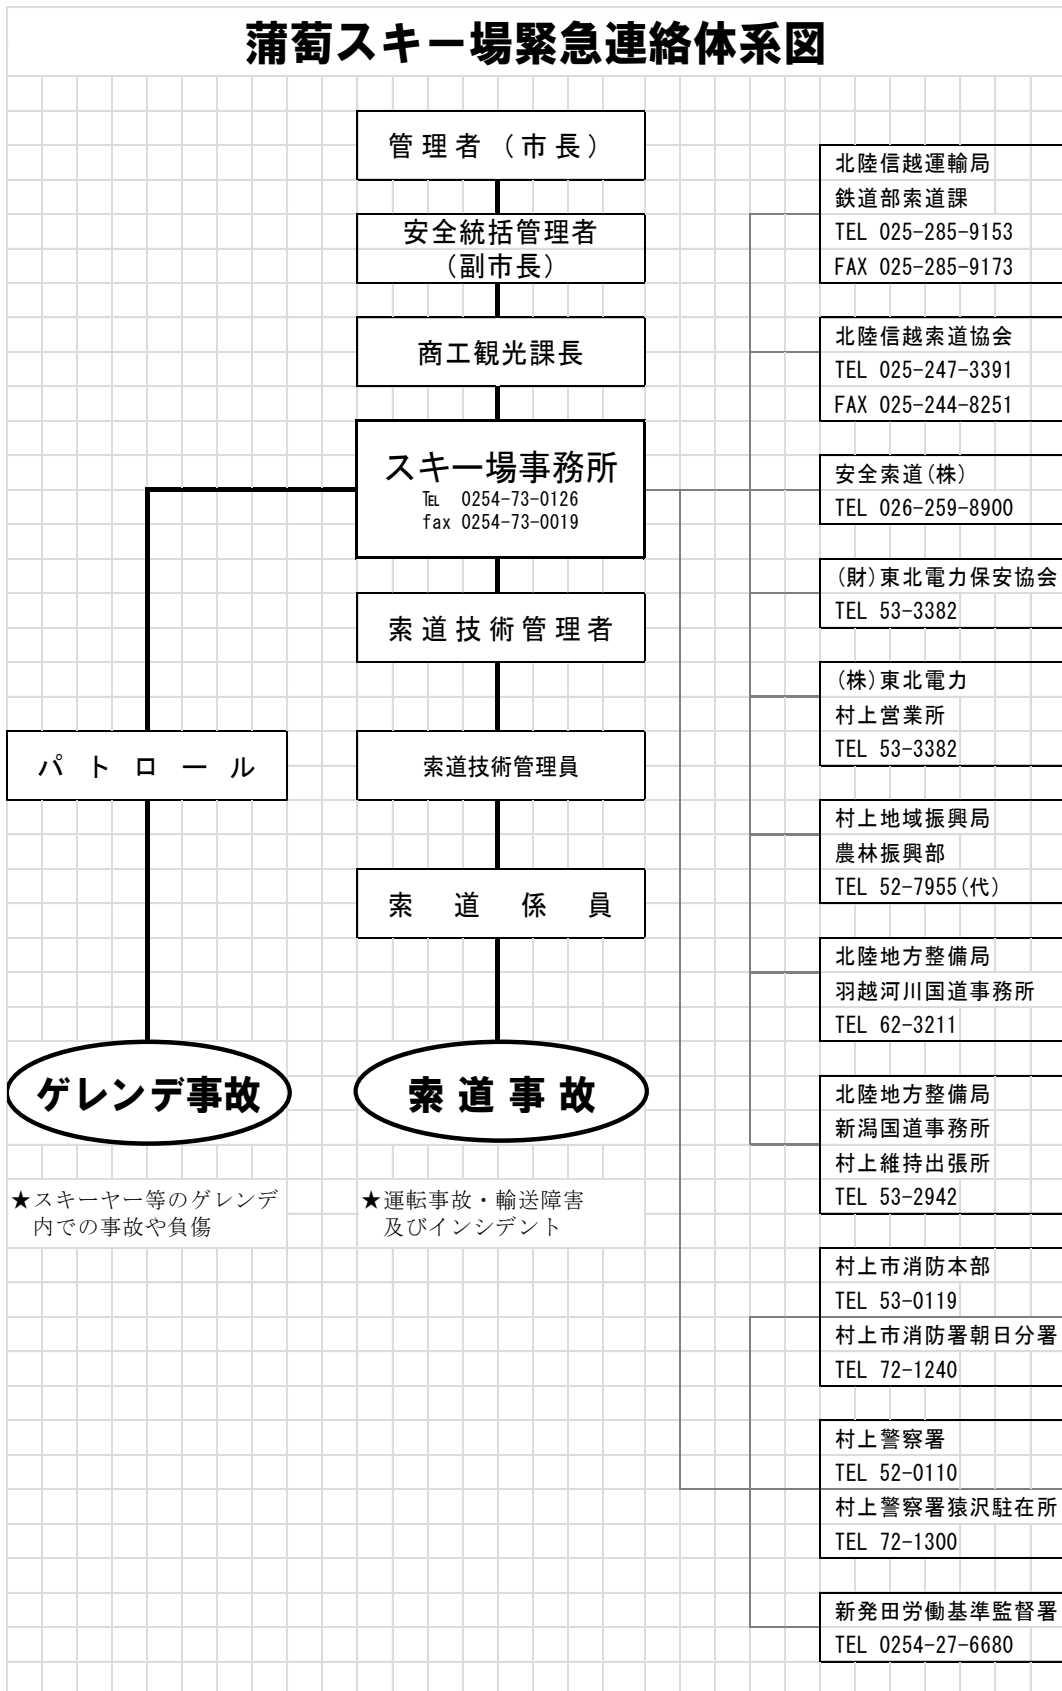 蒲萄スキー場緊急連絡体系図
管理者（市長）
安全統括管理者
（副市長）
商工観光課長
スキー場事務所
℡ 0254-73-0126
fax 0254-73-0019
索道技術管理者
パトロール
索道技術管理員
索道係員
ゲレンデ事故
索道事故
★スキーヤー等のゲレンデ
内での事故や負傷
★運転事故・輸送障害
及びインシデント
北陸信越運輸局
鉄道部索道課
TEL 025-285-9153
FAX 025-285-9173
北陸信越索道協会
TEL 025-247-3391
FAX 025-244-8251
安全索道(株)
TEL 026-259-8900
(財)東北電力保安協会
TEL 53-3382
(株)東北電力
村上営業所
TEL 53-3382
村上地域振興局
農林振興部
TEL 52-7955(代)
北陸地方整備局
羽越河川国道事務所
TEL 62-3211
北陸地方整備局
新潟国道事務所
村上維持出張所
TEL 53-2942
村上市消防本部
TEL 53-0119
村上市消防署朝日分署
TEL 72-1240
村上警察署
TEL 52-0110
村上警察署猿沢駐在所
TEL 72-1300
新発田労働基準監督署
TEL 0254-27-6680